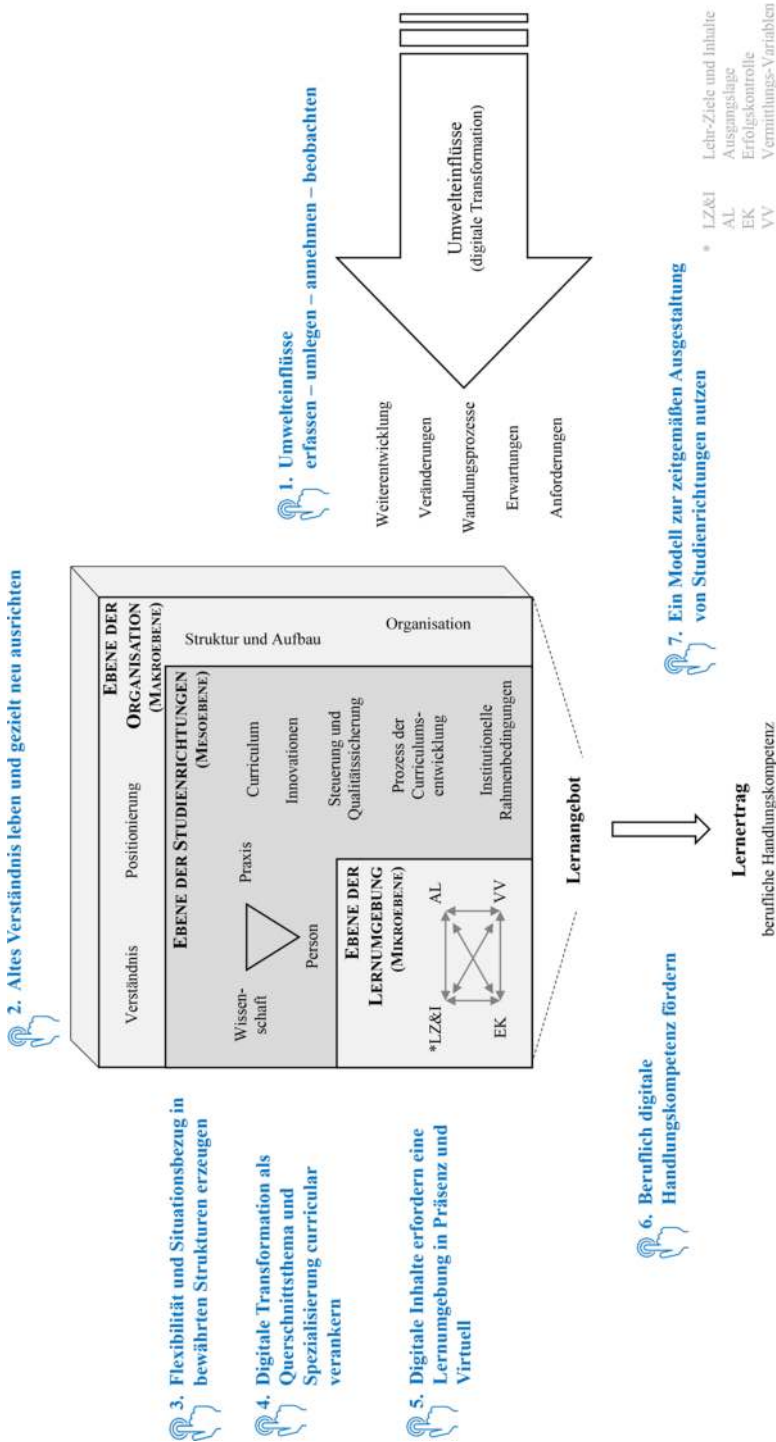 2. Altes Verständnis leben und gezielt neu ausrichten
3. Flexibilität und Situationsbezug in
bewährten Strukturen erzeugen
4. Digitale Transformation als
Querschnittsthema und
Spezialisierung curricular
verankern
5. Digitale Inhalte erfordern eine
Lernumgebung in Präsenz und
Virtuell
Verständnis
Positionierung
EBENE DER
ORGANISATION
(MAKROEBENE)
Struktur und Aufbau
Organisation
EBENE DER STUDIENRICHTUNGEN
(MESOEBENE)
Wissen-
schaft
Praxis
Person
Curriculum
Innovationen
Steuerung und
Qualitätssicherung
Prozess der
Curriculums-
entwicklung
Institutionelle
Rahmenbedingungen
EBENE DER
LERNUMGEBUNG
(MIKROEBENE)
*LZ&I
AL
EK
VV
1. Umwelteinflüsse
erfassen – umlegen – annehmen – beobachten
Weiterentwicklung
Veränderungen
Wandlungsprozesse
Erwartungen
Anforderungen
Umwelteinflüsse
(digitale Transformation)
Lernangebot
6. Beruflich digitale
Handlungskompetenz fördern
Lernertrag
berufliche Handlungskompetenz
7. Ein Modell zur zeitgemäßen Ausgestaltung
von Studienrichtungen nutzen
* LZ&I Lehr-Ziele und Inhalte
AL Ausgangslage
EK Erfolgskontrolle
VV Vermittlungs-Variablen